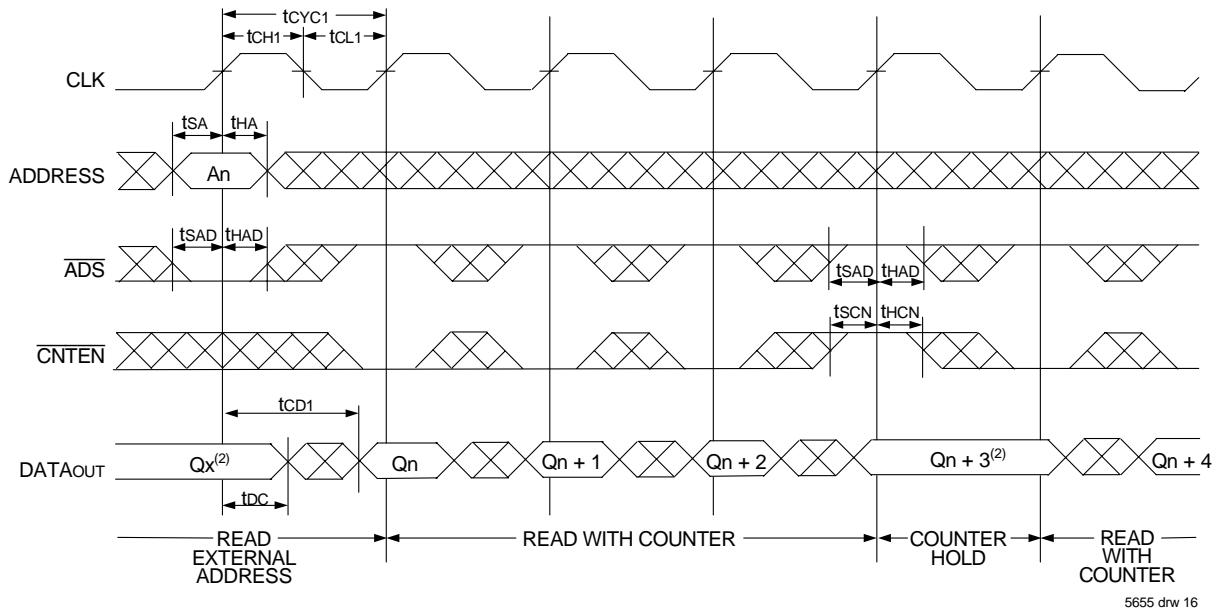 tCYC1
tCH1 tCL1
CLK
tSA tHA
ADDRESS An
tSAD tHAD
ADS
tSAD tHAD
tSCN tHCN
CNTEN
tCD1
DATAOUT Qx(2) Qn Qn + 1 Qn + 2 Qn + 3(2) Qn + 4
tDC
READ EXTERNAL ADDRESS
READ WITH COUNTER
COUNTER HOLD
READ WITH COUNTER
5655 drw 16